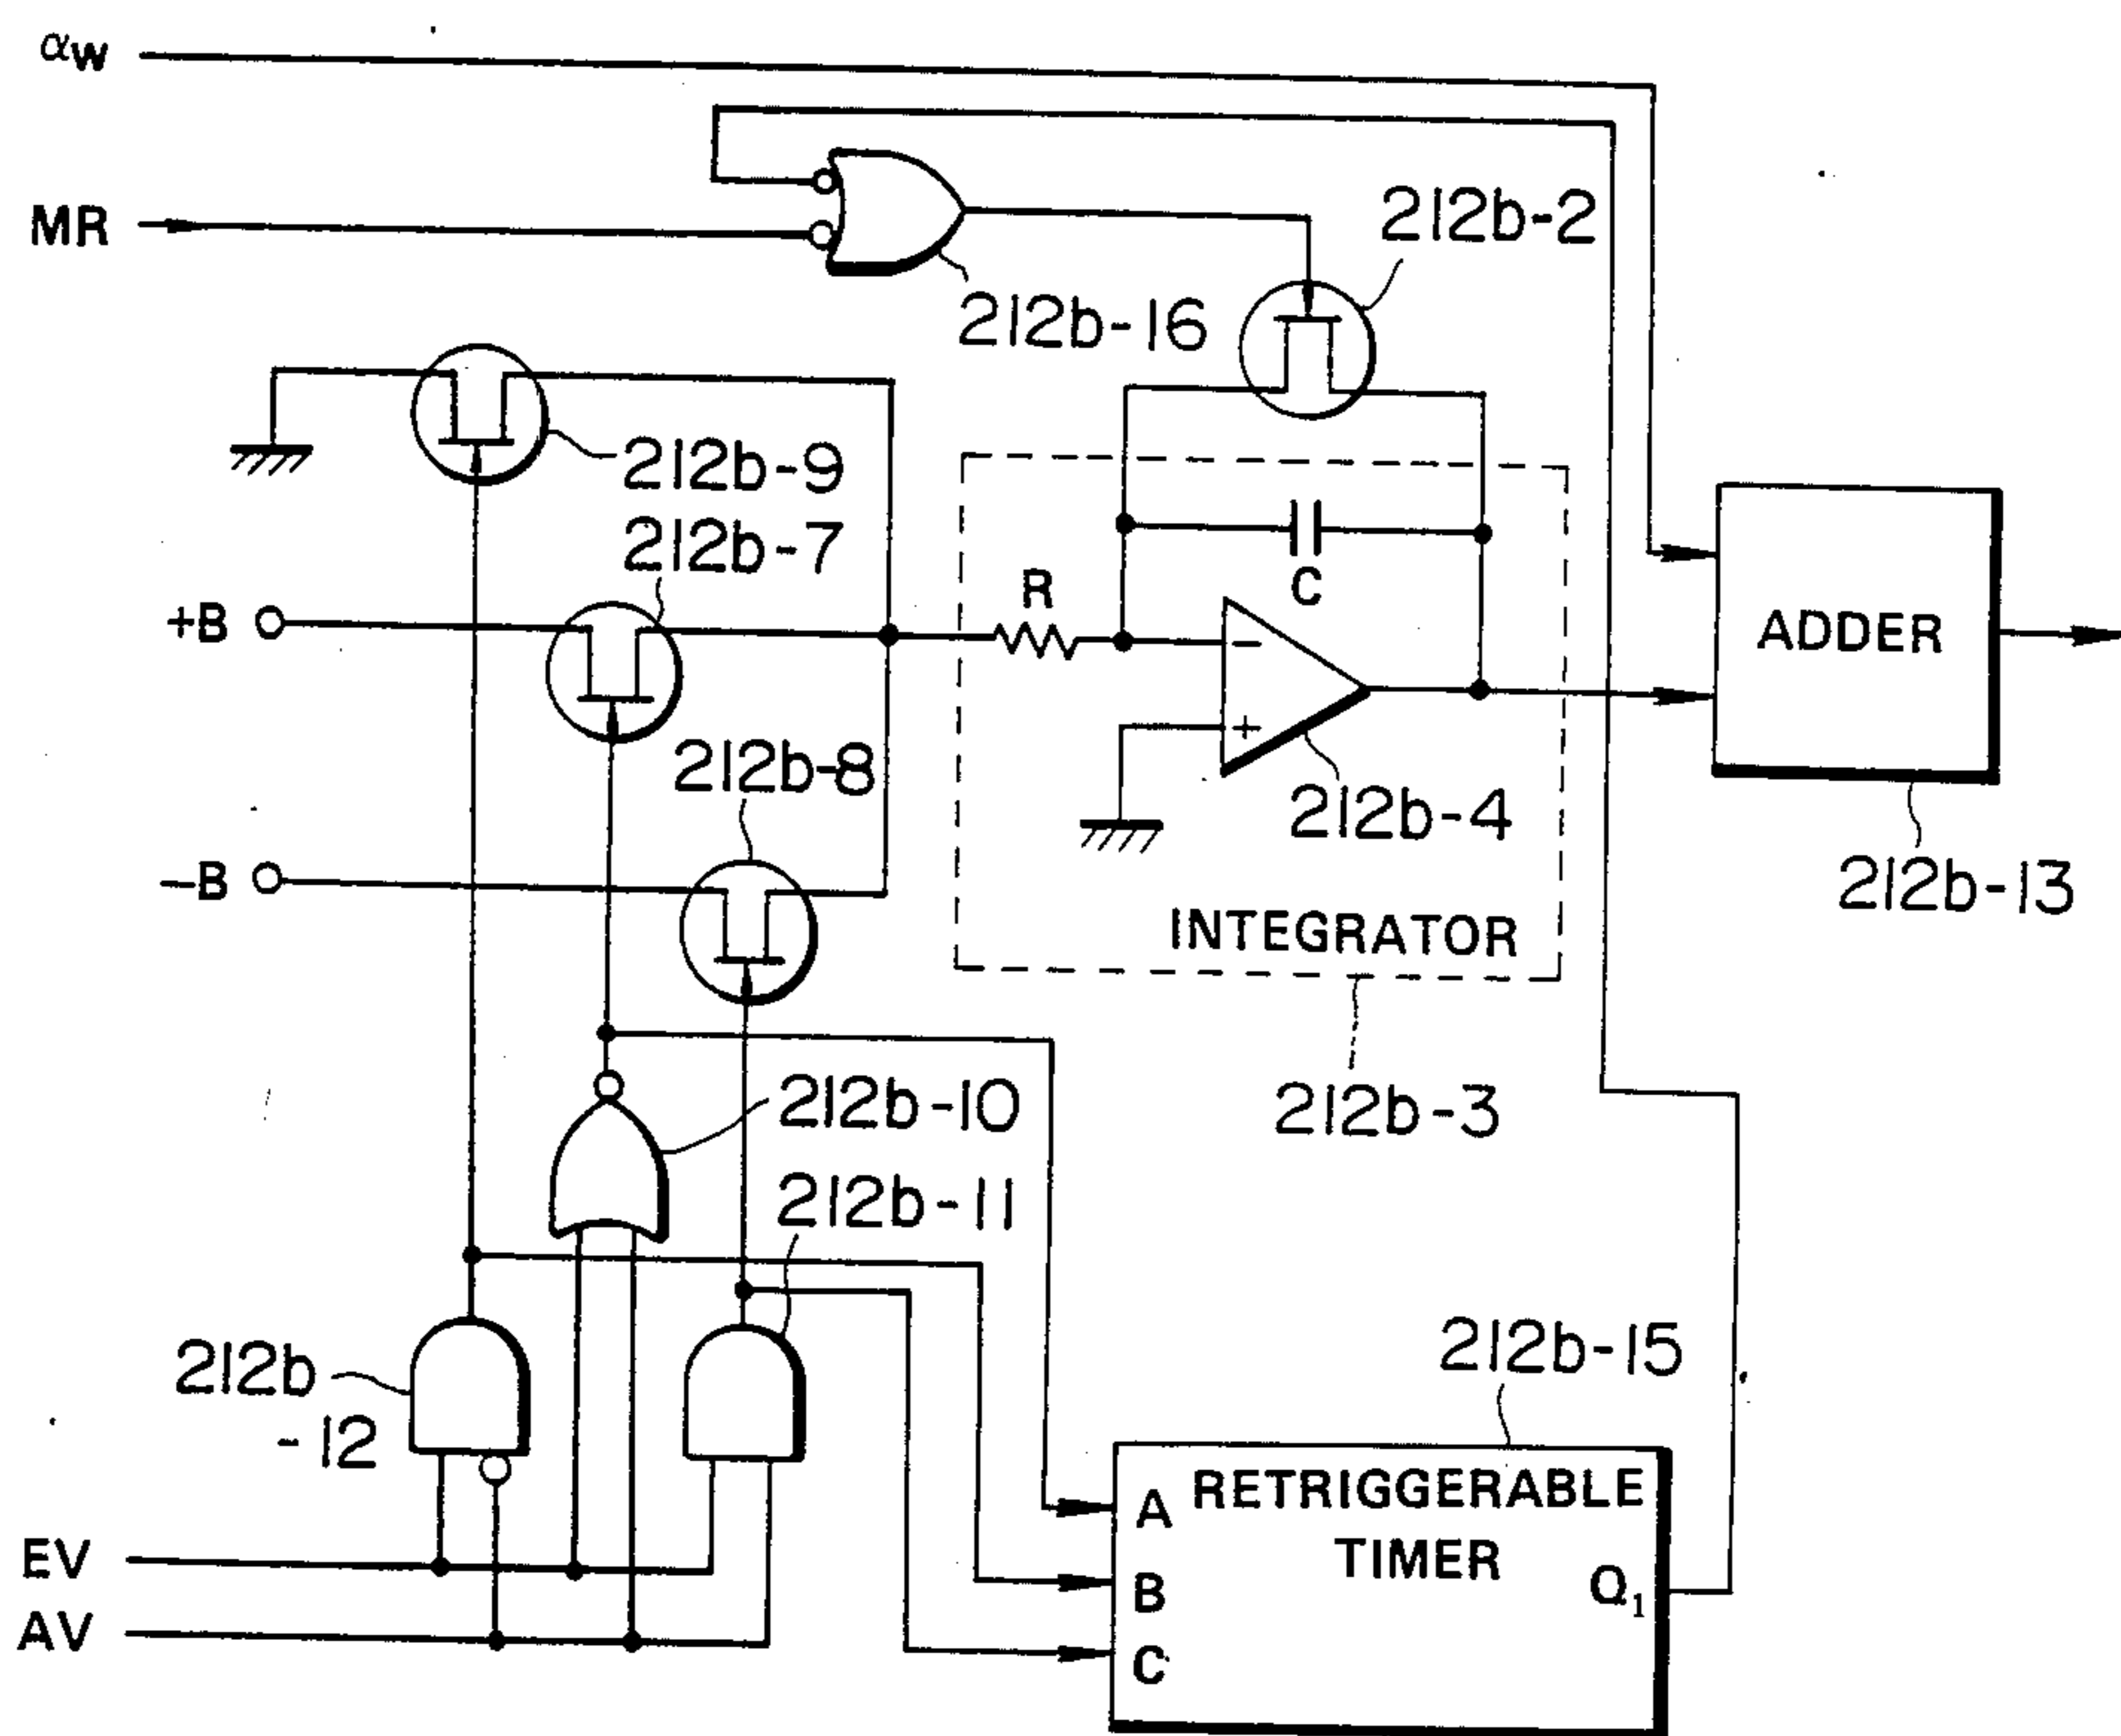 αw
MR
212b-2
212b-16
212b-9
212b-7
+B
R
C
ADDER
-
+
212b-8
212b-4
-B
212b-13
INTEGRATOR
212b-10
212b-3
212b-11
212b-15
212b
-12
A
RETRIGGERABLE
TIMER
EV
B
Q1
AV
C